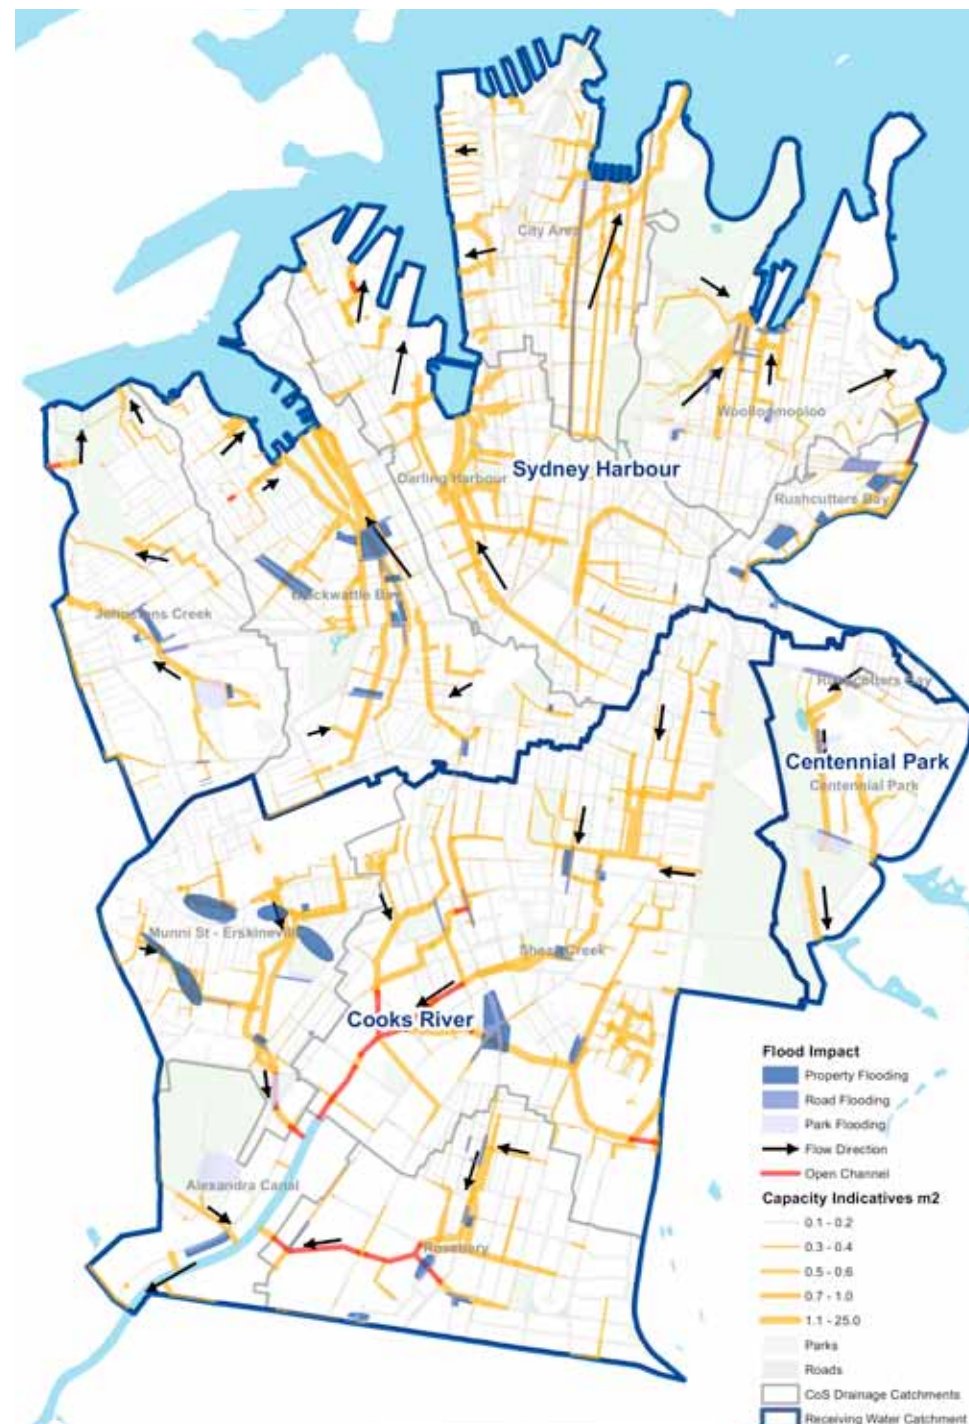 City Area
Woolloomooloo
Sydney Harbour
Darling Harbour
Rushcutters Bay
Blackwattle Bay
Johnstons Creek
Rushcutters Bay
Centennial Park
Centennial Park
Munni St - Erskineville
Sheas Creek
Cooks River
Alexandra Canal
Rosebery
Flood Impact
Property Flooding
Road Flooding
Park Flooding
Flow Direction
Open Channel
Capacity Indicatives m2
0.1 - 0.2
0.3 - 0.4
0.5 - 0.6
0.7 - 1.0
1.1 - 25.0
Parks
Roads
CoS Drainage Catchments
Receiving Water Catchment